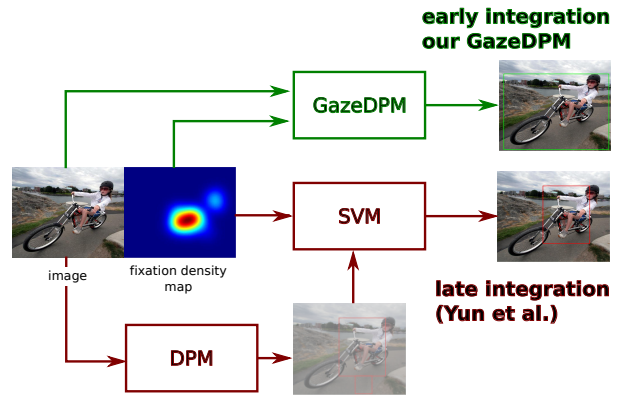 early integration
our GazeDPM
GazeDPM
SVM
image
fixation density
map
late integration
(Yun et al.)
DPM